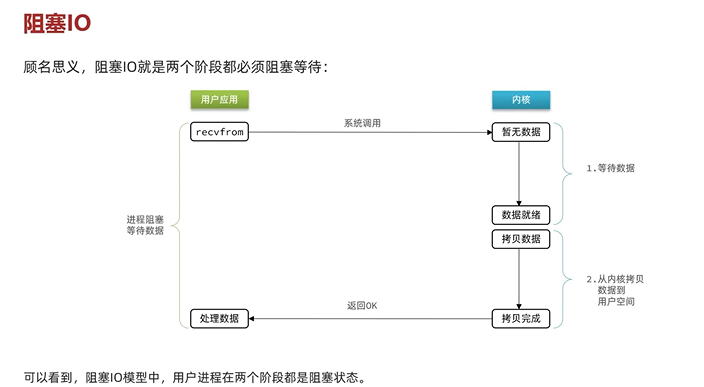 阻塞IO
顾名思义，阻塞IO就是两个阶段都必须阻塞等待：
用户应用
内核
recvfrom
系统调用
暂无数据
1.等待数据
数据就绪
进程阻塞
等待数据
拷贝数据
2.从内核拷贝
数据到
用户空间
返回OK
处理数据
拷贝完成
可以看到，阻塞IO模型中，用户进程在两个阶段都是阻塞状态。